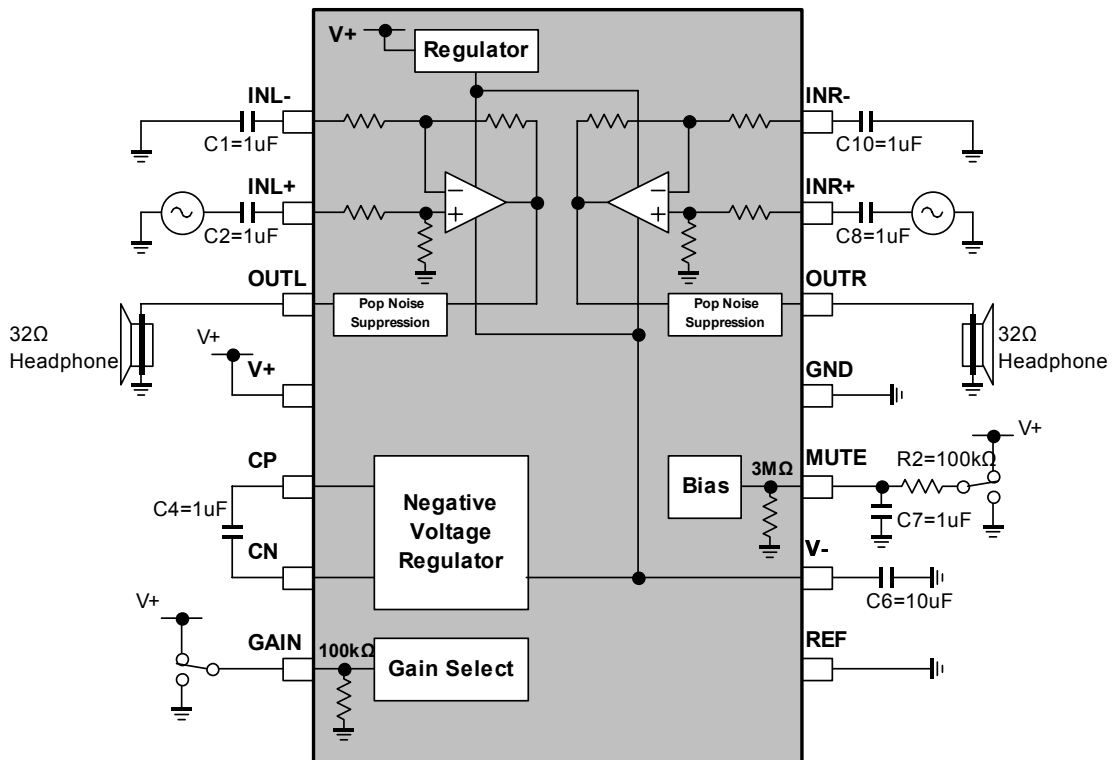 V+
Regulator
INL-
INR-
C1=1uF
C10=1uF
INL+
INR+
C2=1uF
C8=1uF
OUTL
OUTR
Pop Noise
Suppression
Pop Noise
Suppression
32Ω
Headphone
32Ω
Headphone
V+
V+
GND
V+
CP
MUTE
R2=100kΩ
3MΩ
Bias
C4=1uF
Negative
Voltage
Regulator
C7=1uF
CN
V-
C6=10uF
V+
GAIN
100kΩ
Gain Select
REF